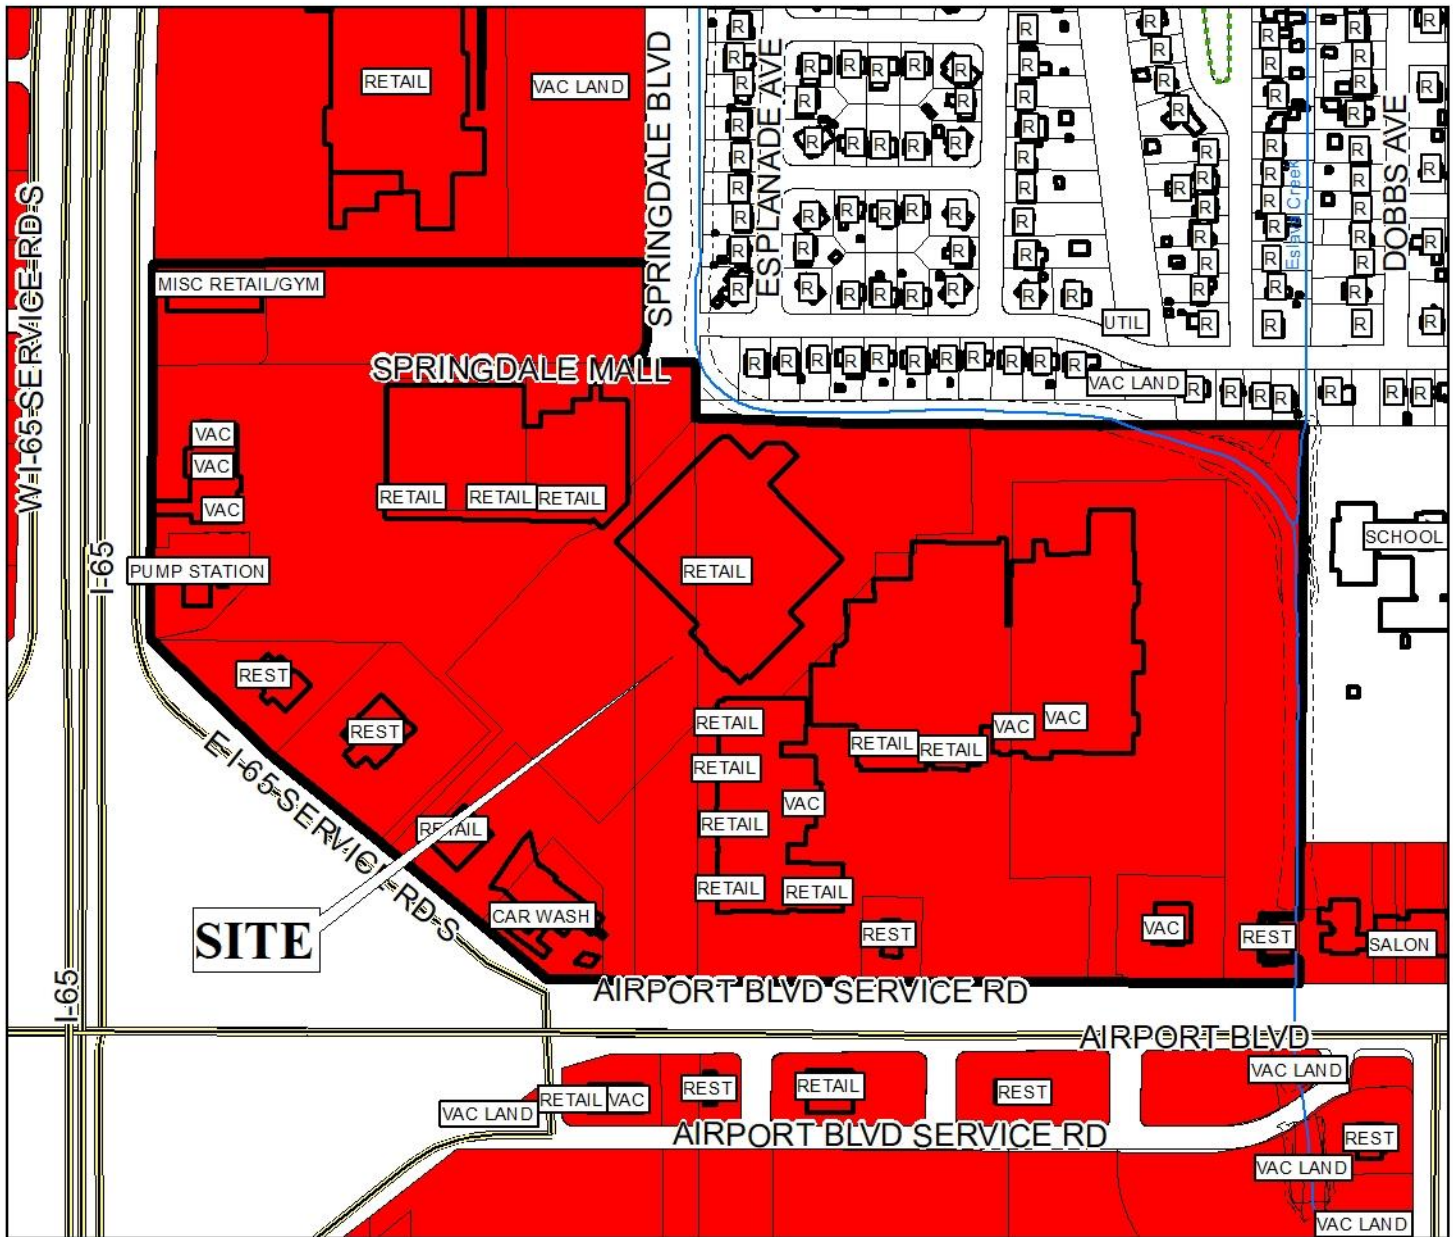 RETAIL
VAC LAND
SPRINGDALE BLVD
ESPLANADE AVE
R R R R R R R R R R R R R R R R R R
DOBBS AVE
Eslava Creek
W-I-65 SERVICE RD S
MISC RETAIL/GYM
UTIL
SPRINGDALE MALL
R R R R R R R R R R R
VAC LAND
R R R R R R R
VAC
VAC
VAC
RETAIL
RETAIL
RETAIL
SCHOOL
I-65
PUMP STATION
RETAIL
REST
REST
RETAIL
RETAIL
RETAIL
RETAIL
VAC
RETAIL
RETAIL
VAC
VAC
E I-65 SERVICE RD S
RETAIL
RETAIL
CAR WASH
SITE
REST
VAC
REST
SALON
I-65
AIRPORT BLVD SERVICE RD
AIRPORT BLVD
VAC LAND
VAC LAND
RETAIL
VAC
REST
RETAIL
REST
AIRPORT BLVD SERVICE RD
REST
VAC LAND
VAC LAND